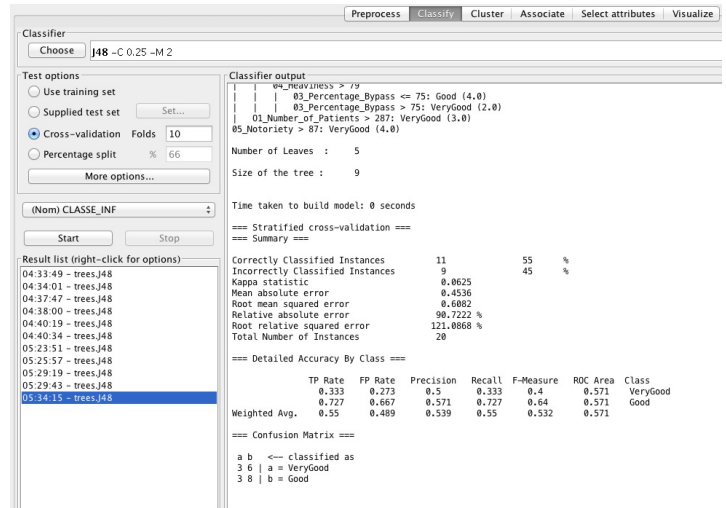 Preprocess Classify Cluster Associate Select attributes Visualize
Classifier
Choose J48 -C 0.25 -M 2
Test options
Use training set
Supplied test set Set...
Cross-validation Folds 10
Percentage split % 66
More options...
(Nom) CLASSE_INF
Start Stop
Result list (right-click for options)
04:33:49 - trees.J48
04:34:01 - trees.J48
04:37:47 - trees.J48
04:38:00 - trees.J48
04:40:19 - trees.J48
04:40:34 - trees.J48
05:23:51 - trees.J48
05:25:57 - trees.J48
05:29:19 - trees.J48
05:29:43 - trees.J48
05:34:15 - trees.J48
Classifier output
| | 04_Heaviness > 79
| | | 03_Percentage_Bypass <= 75: Good (4.0)
| | | 03_Percentage_Bypass > 75: VeryGood (2.0)
| 01_Number_of_Patients > 287: VeryGood (3.0)
05_Notoriety > 87: VeryGood (4.0)
Number of Leaves : 5
Size of the tree : 9
Time taken to build model: 0 seconds
=== Stratified cross-validation ===
=== Summary ===
Correctly Classified Instances 11 55 %
Incorrectly Classified Instances 9 45 %
Kappa statistic 0.0625
Mean absolute error 0.4536
Root mean squared error 0.6082
Relative absolute error 90.7222 %
Root relative squared error 121.0868 %
Total Number of Instances 20
=== Detailed Accuracy By Class ===
TP Rate FP Rate Precision Recall F-Measure ROC Area Class
0.333 0.273 0.5 0.333 0.4 0.571 VeryGood
0.727 0.667 0.571 0.727 0.64 0.571 Good
Weighted Avg. 0.55 0.489 0.539 0.55 0.532 0.571
=== Confusion Matrix ===
a b <-- classified as
3 6 | a = VeryGood
3 8 | b = Good